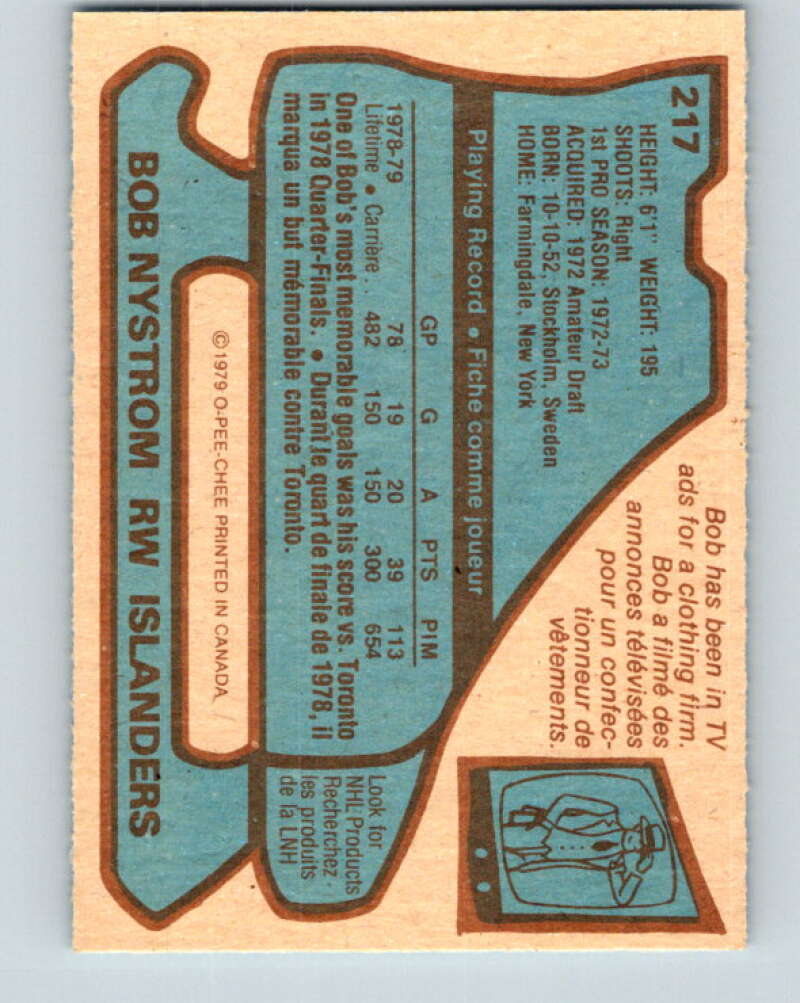 217
HEIGHT: 6'1" WEIGHT: 195
SHOOTS: Right
1st PRO SEASON: 1972-73
ACQUIRED: 1972 Amateur Draft
BORN: 10-10-52, Stockholm, Sweden
HOME: Farmingdale, New York
Bob has been in TV
ads for a clothing firm.
Bob a filmé des
annonces télévisées
pour un confec-
tionneur de
vêtements.
Playing Record • Fiche comme joueur
GP G A PTS PIM
1978-79 78 19 20 39 113
Lifetime • Carrière .. 482 150 150 300 654
One of Bob's most memorable goals was his score vs. Toronto
in 1978 Quarter-Finals. • Durant le quart de finale de 1978, il
marqua un but mémorable contre Toronto.
Look for
NHL Products
Recherchez
les produits
de la LNH
©1979 O-PEE-CHEE PRINTED IN CANADA
BOB NYSTROM RW ISLANDERS